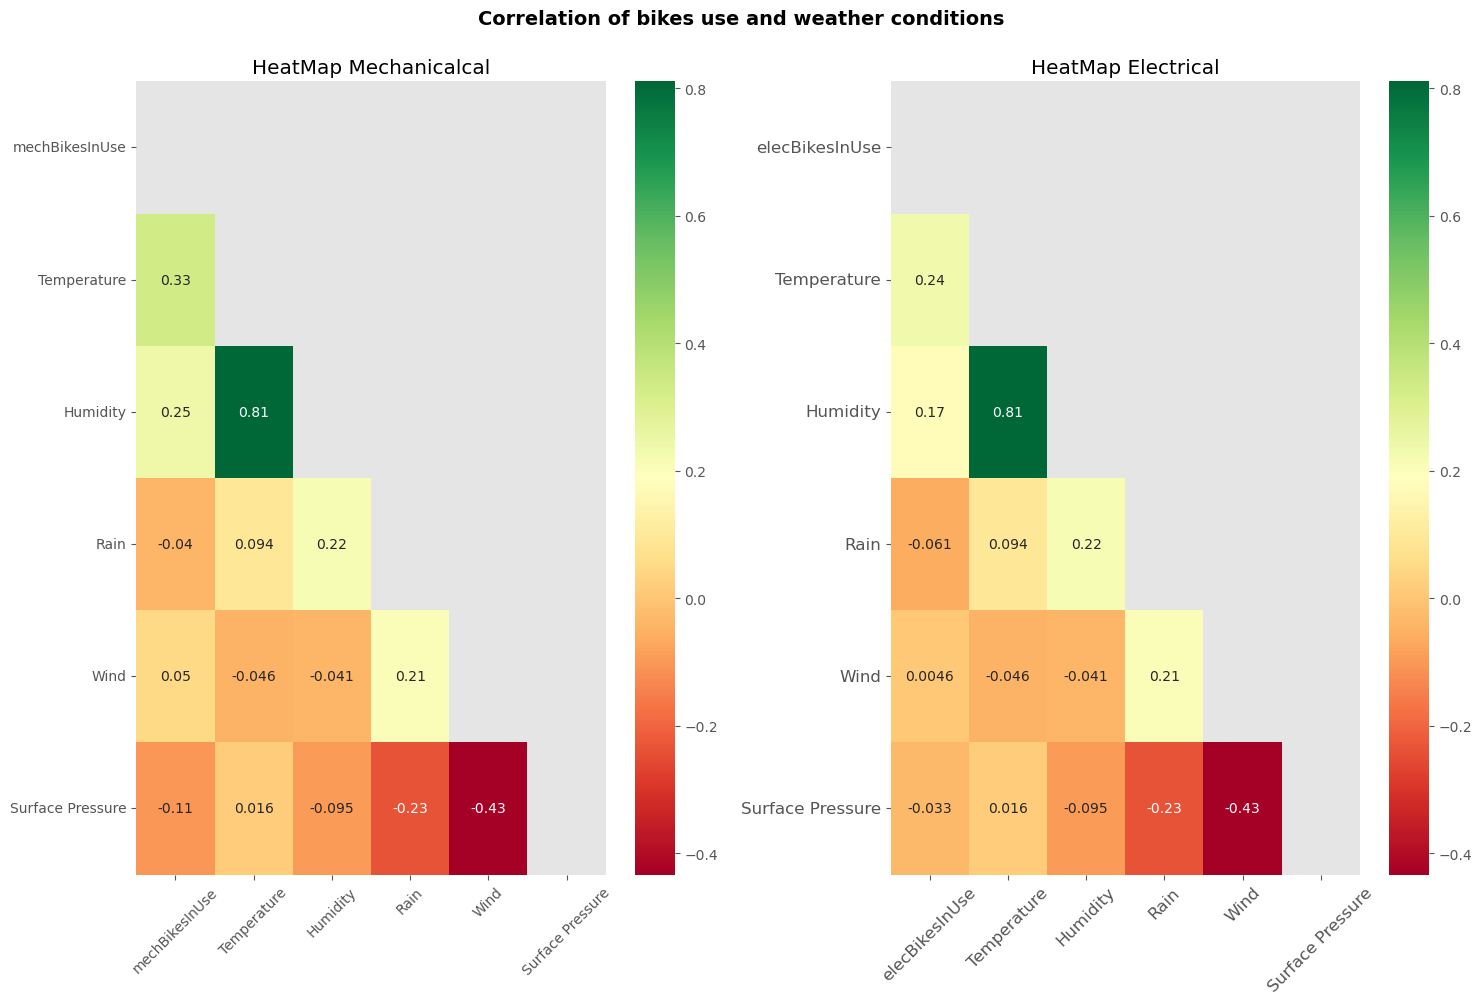 Correlation of bikes use and weather conditions
HeatMap Mechanicalcal
mechBikesInUse
Temperature
0.33
Humidity
0.25 0.81
Rain
-0.04 0.094 0.22
Wind
0.05 -0.046 -0.041 0.21
Surface Pressure
-0.11 0.016 -0.095 -0.23 -0.43
mechBikesInUse
Temperature
Humidity
Rain
Wind
Surface Pressure
0.8
0.6
0.4
0.2
0.0
−0.2
−0.4
HeatMap Electrical
elecBikesInUse
Temperature
0.24
Humidity
0.17 0.81
Rain
-0.061 0.094 0.22
Wind
0.0046 -0.046 -0.041 0.21
Surface Pressure
-0.033 0.016 -0.095 -0.23 -0.43
elecBikesInUse
Temperature
Humidity
Rain
Wind
Surface Pressure
0.8
0.6
0.4
0.2
0.0
−0.2
−0.4